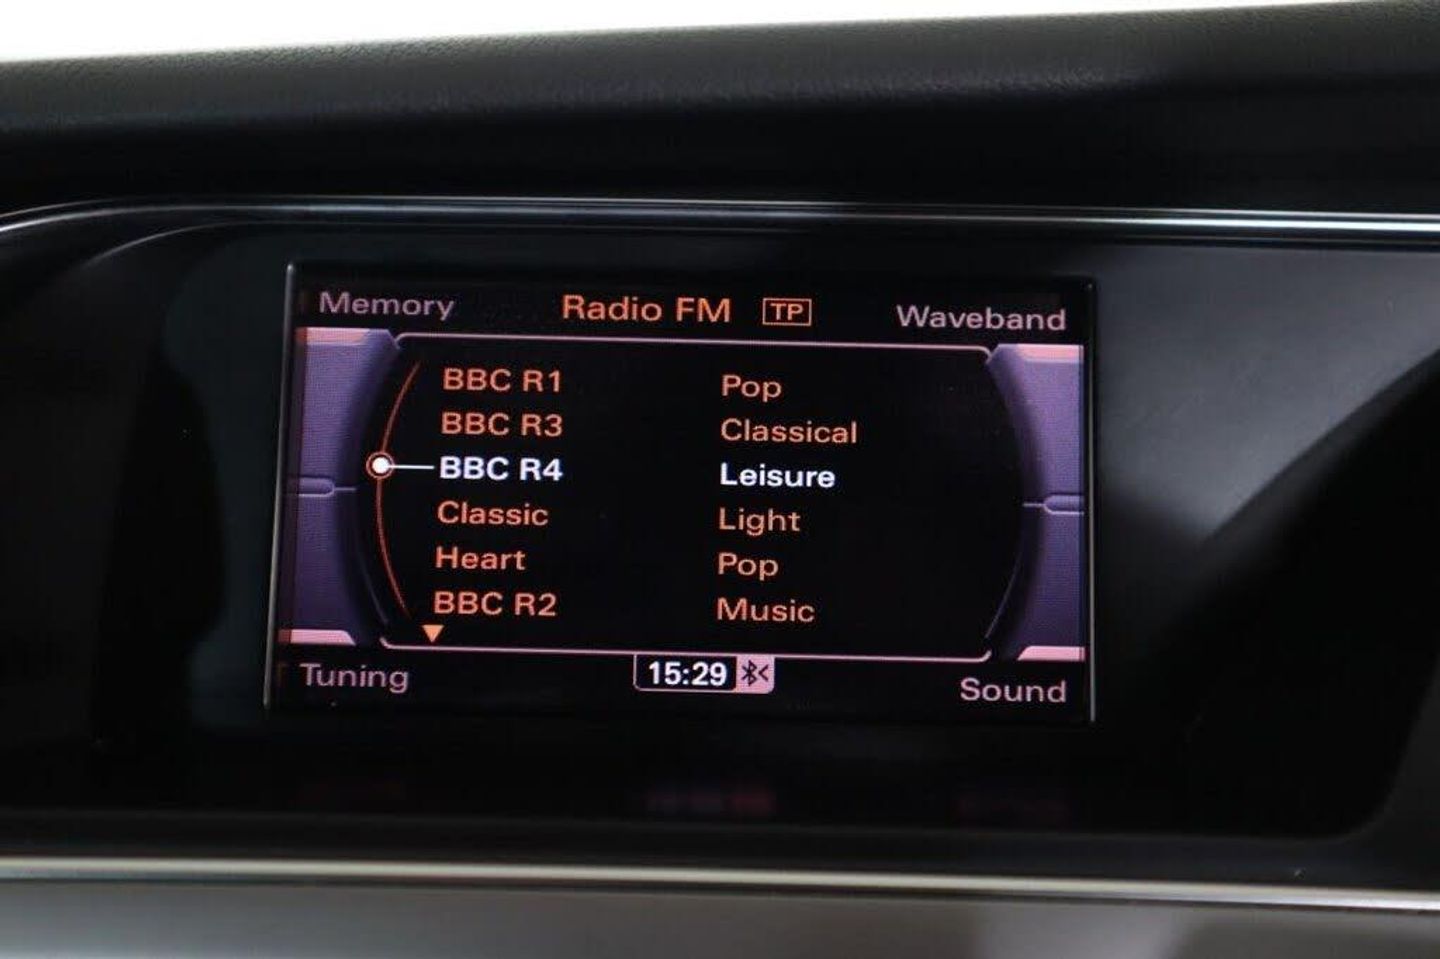 Memory Radio FM TP Waveband
BBC R1 Pop
BBC R3 Classical
BBC R4 Leisure
Classic Light
Heart Pop
BBC R2 Music
Tuning 15:29 Sound